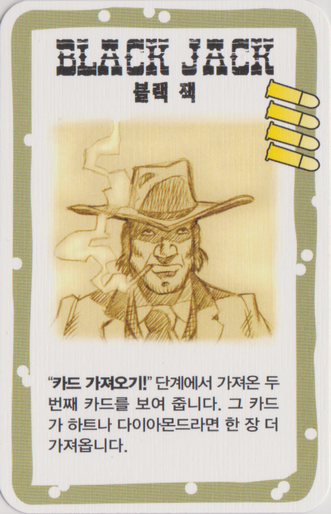 BLACK JACK
블랙 잭
“카드 가져오기!” 단계에서 가져온 두
번째 카드를 보여 줍니다. 그 카드
가 하트나 다이아몬드라면 한 장 더
가져옵니다.